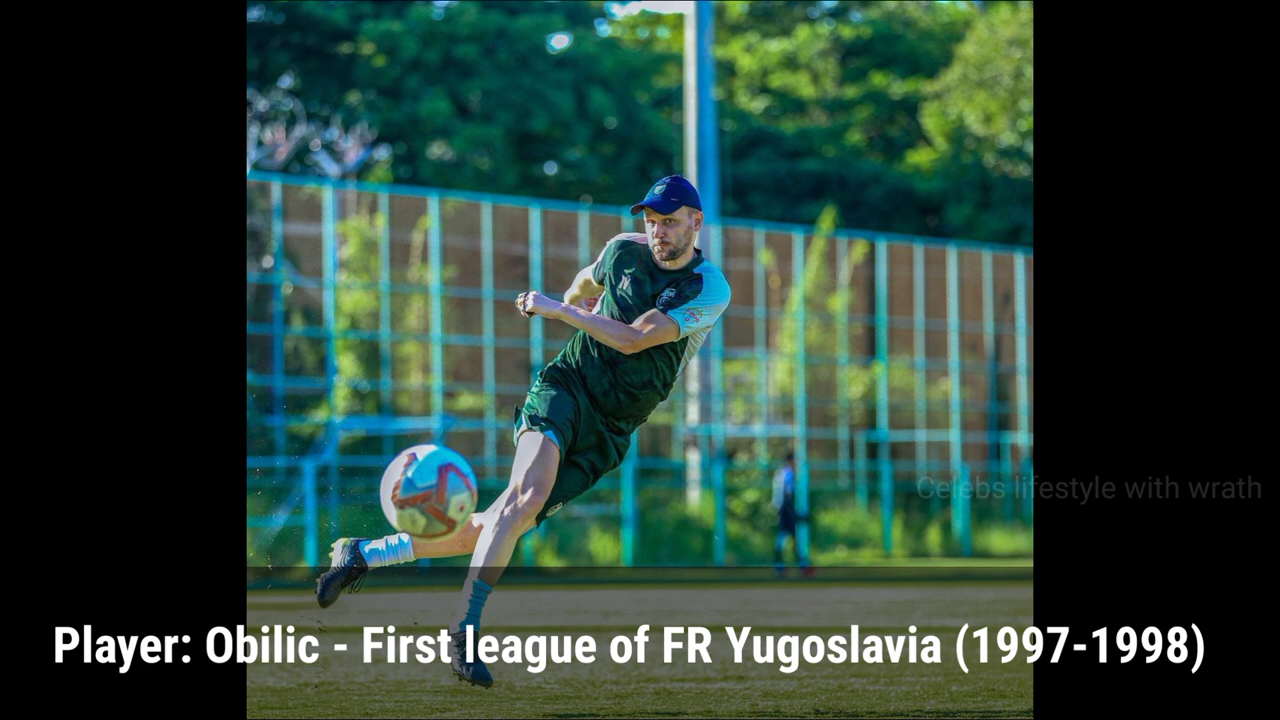 Celebs lifestyle with wrath
Player: Obilic - First league of FR Yugoslavia (1997-1998)